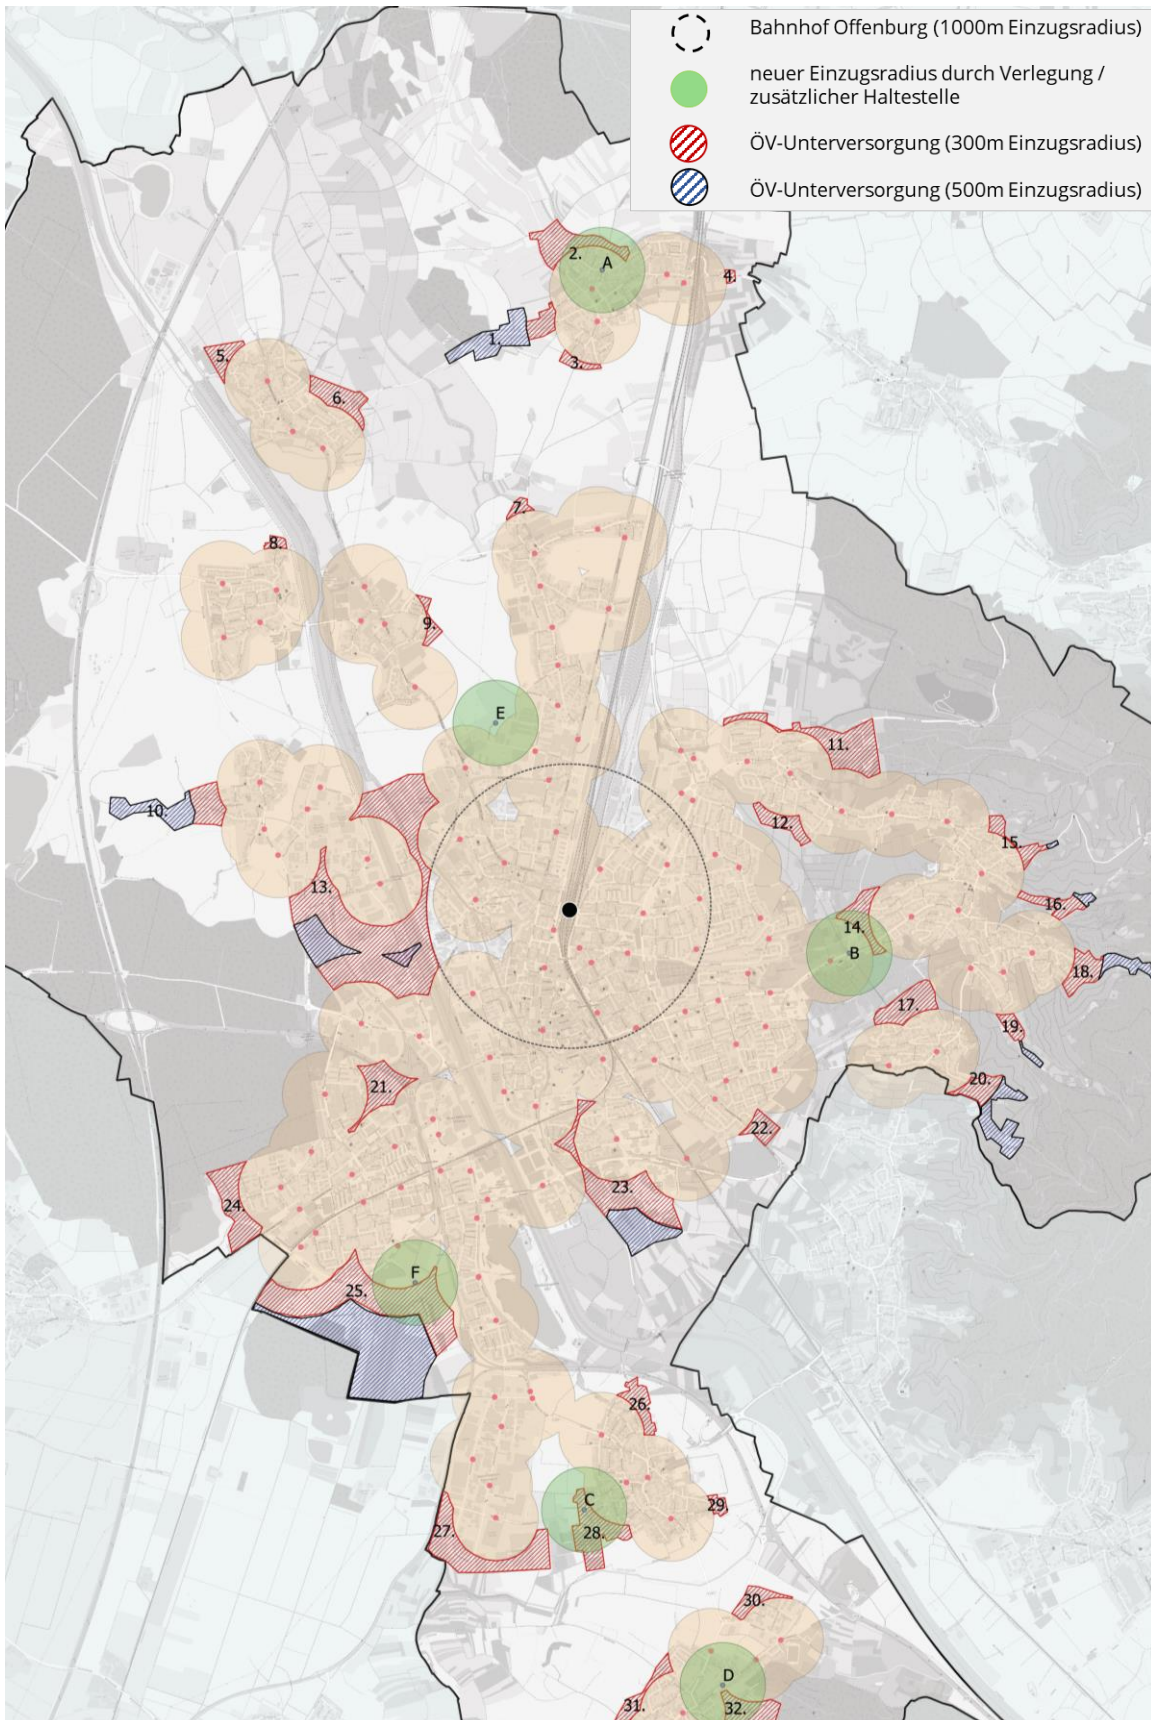 Bahnhof Offenburg (1000m Einzugsradius)
neuer Einzugsradius durch Verlegung /
zusätzlicher Haltestelle
ÖV-Unterversorgung (300m Einzugsradius)
ÖV-Unterversorgung (500m Einzugsradius)
2.
A
4.
1.
3.
5.
6.
7.
8.
9.
E
11.
10.
12.
15.
13.
16.
14.
B
18.
17.
19.
20.
21.
22.
23.
24.
F
25.
26.
C
29.
27.
28.
30.
D
31.
32.